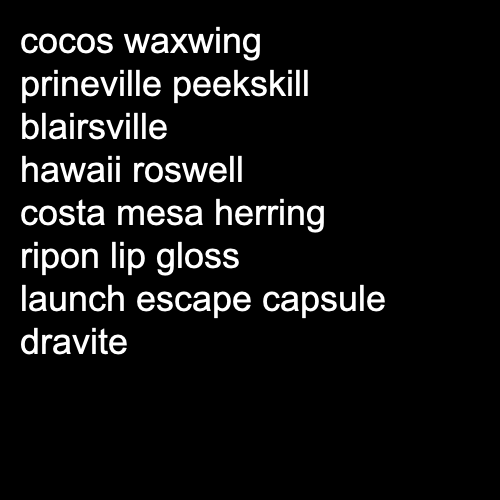 cocos waxwing
prineville peekskill
blairsville
hawaii roswell
costa mesa herring
ripon lip gloss
launch escape capsule
dravite